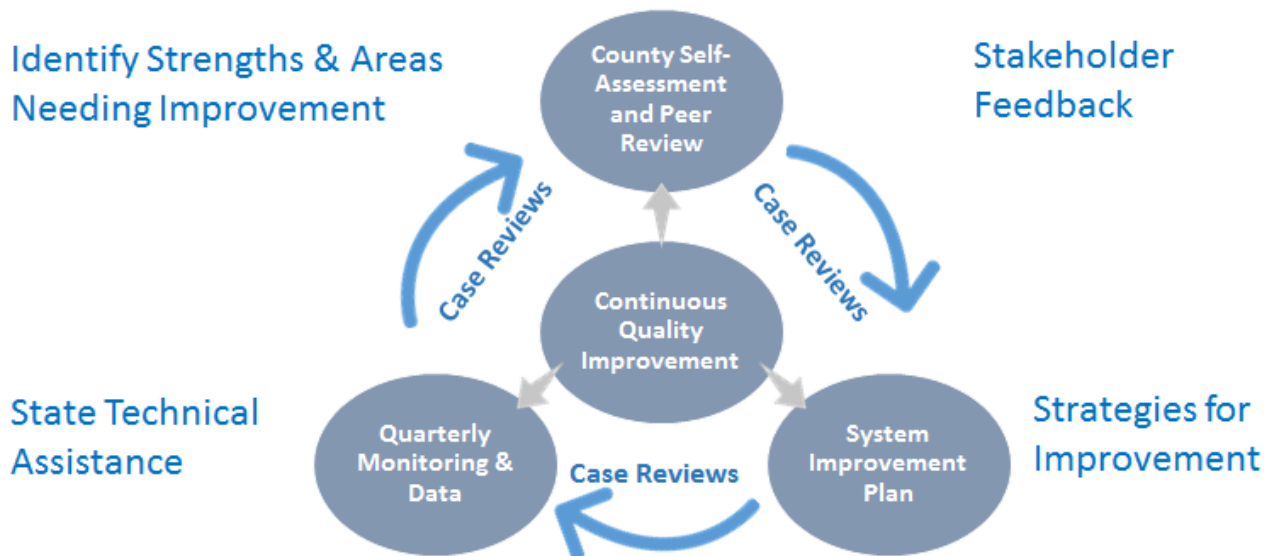 Identify Strengths & Areas
Needing Improvement
County Self-
Assessment
and Peer
Review
Stakeholder
Feedback
Case Reviews
Case Reviews
Continuous
Quality
Improvement
State Technical
Assistance
Quarterly
Monitoring &
Data
Case Reviews
System
Improvement
Plan
Strategies for
Improvement